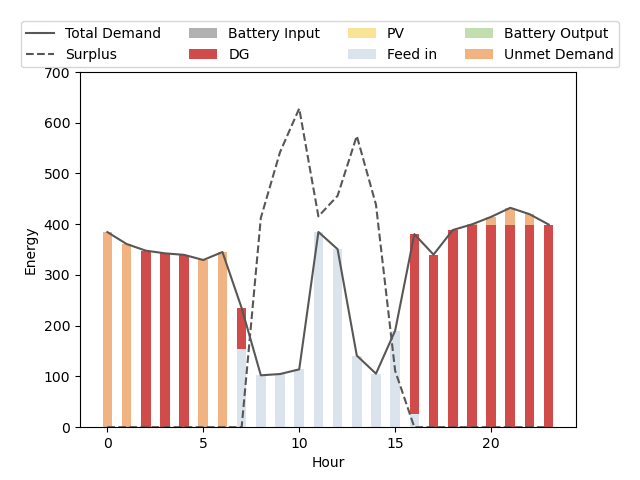 Total Demand Battery Input PV Battery Output
Surplus DG Feed in Unmet Demand
700
600
500
400
300
200
100
0
Energy
0 5 10 15 20
Hour